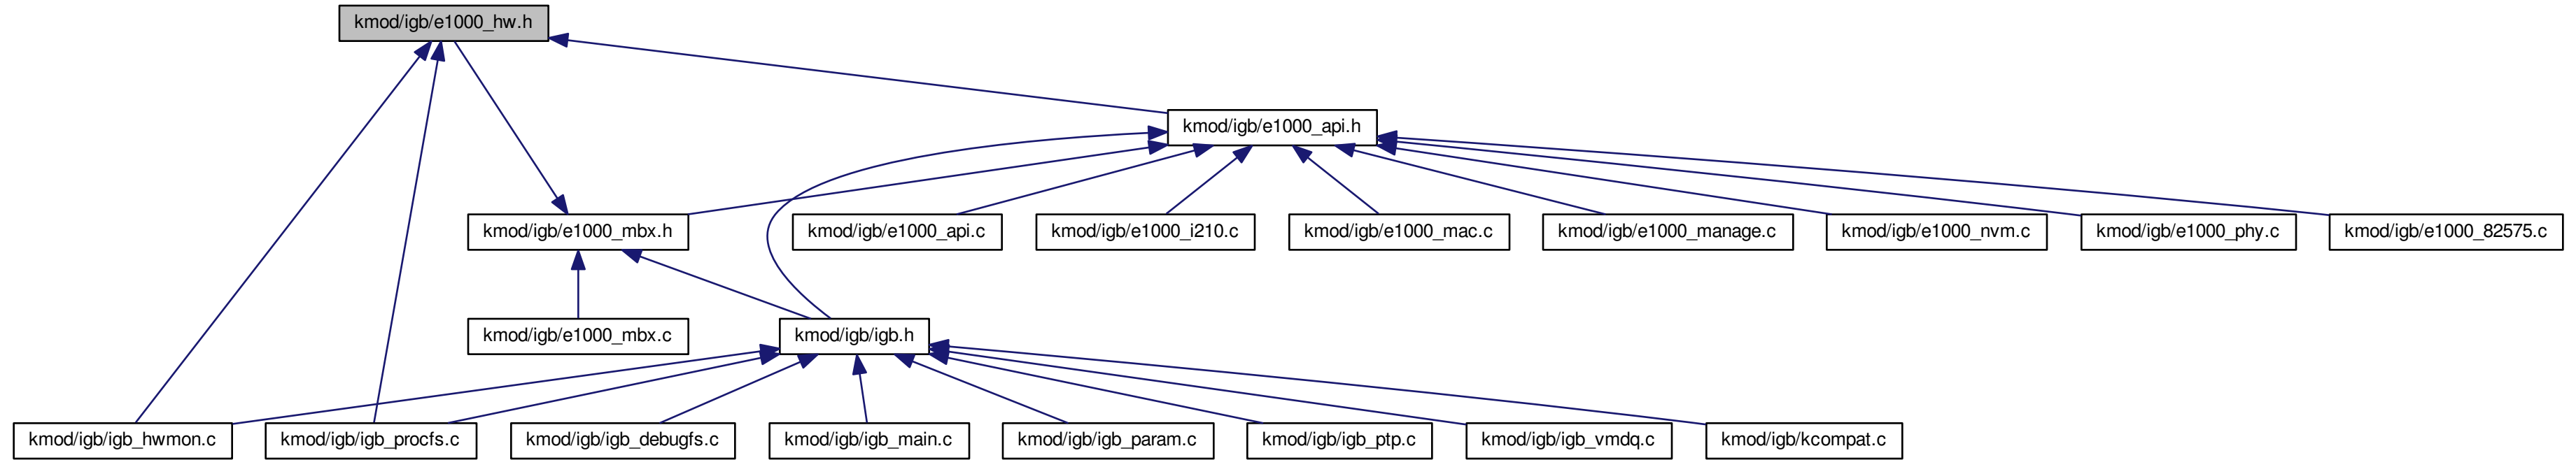 kmod/igb/e1000_hw.h
kmod/igb/e1000_api.h
kmod/igb/e1000_mbx.h
kmod/igb/e1000_api.c
kmod/igb/e1000_i210.c
kmod/igb/e1000_mac.c
kmod/igb/e1000_manage.c
kmod/igb/e1000_nvm.c
kmod/igb/e1000_phy.c
kmod/igb/e1000_82575.c
kmod/igb/e1000_mbx.c
kmod/igb/igb.h
kmod/igb/igb_hwmon.c
kmod/igb/igb_procfs.c
kmod/igb/igb_debugfs.c
kmod/igb/igb_main.c
kmod/igb/igb_param.c
kmod/igb/igb_ptp.c
kmod/igb/igb_vmdq.c
kmod/igb/kcompat.c